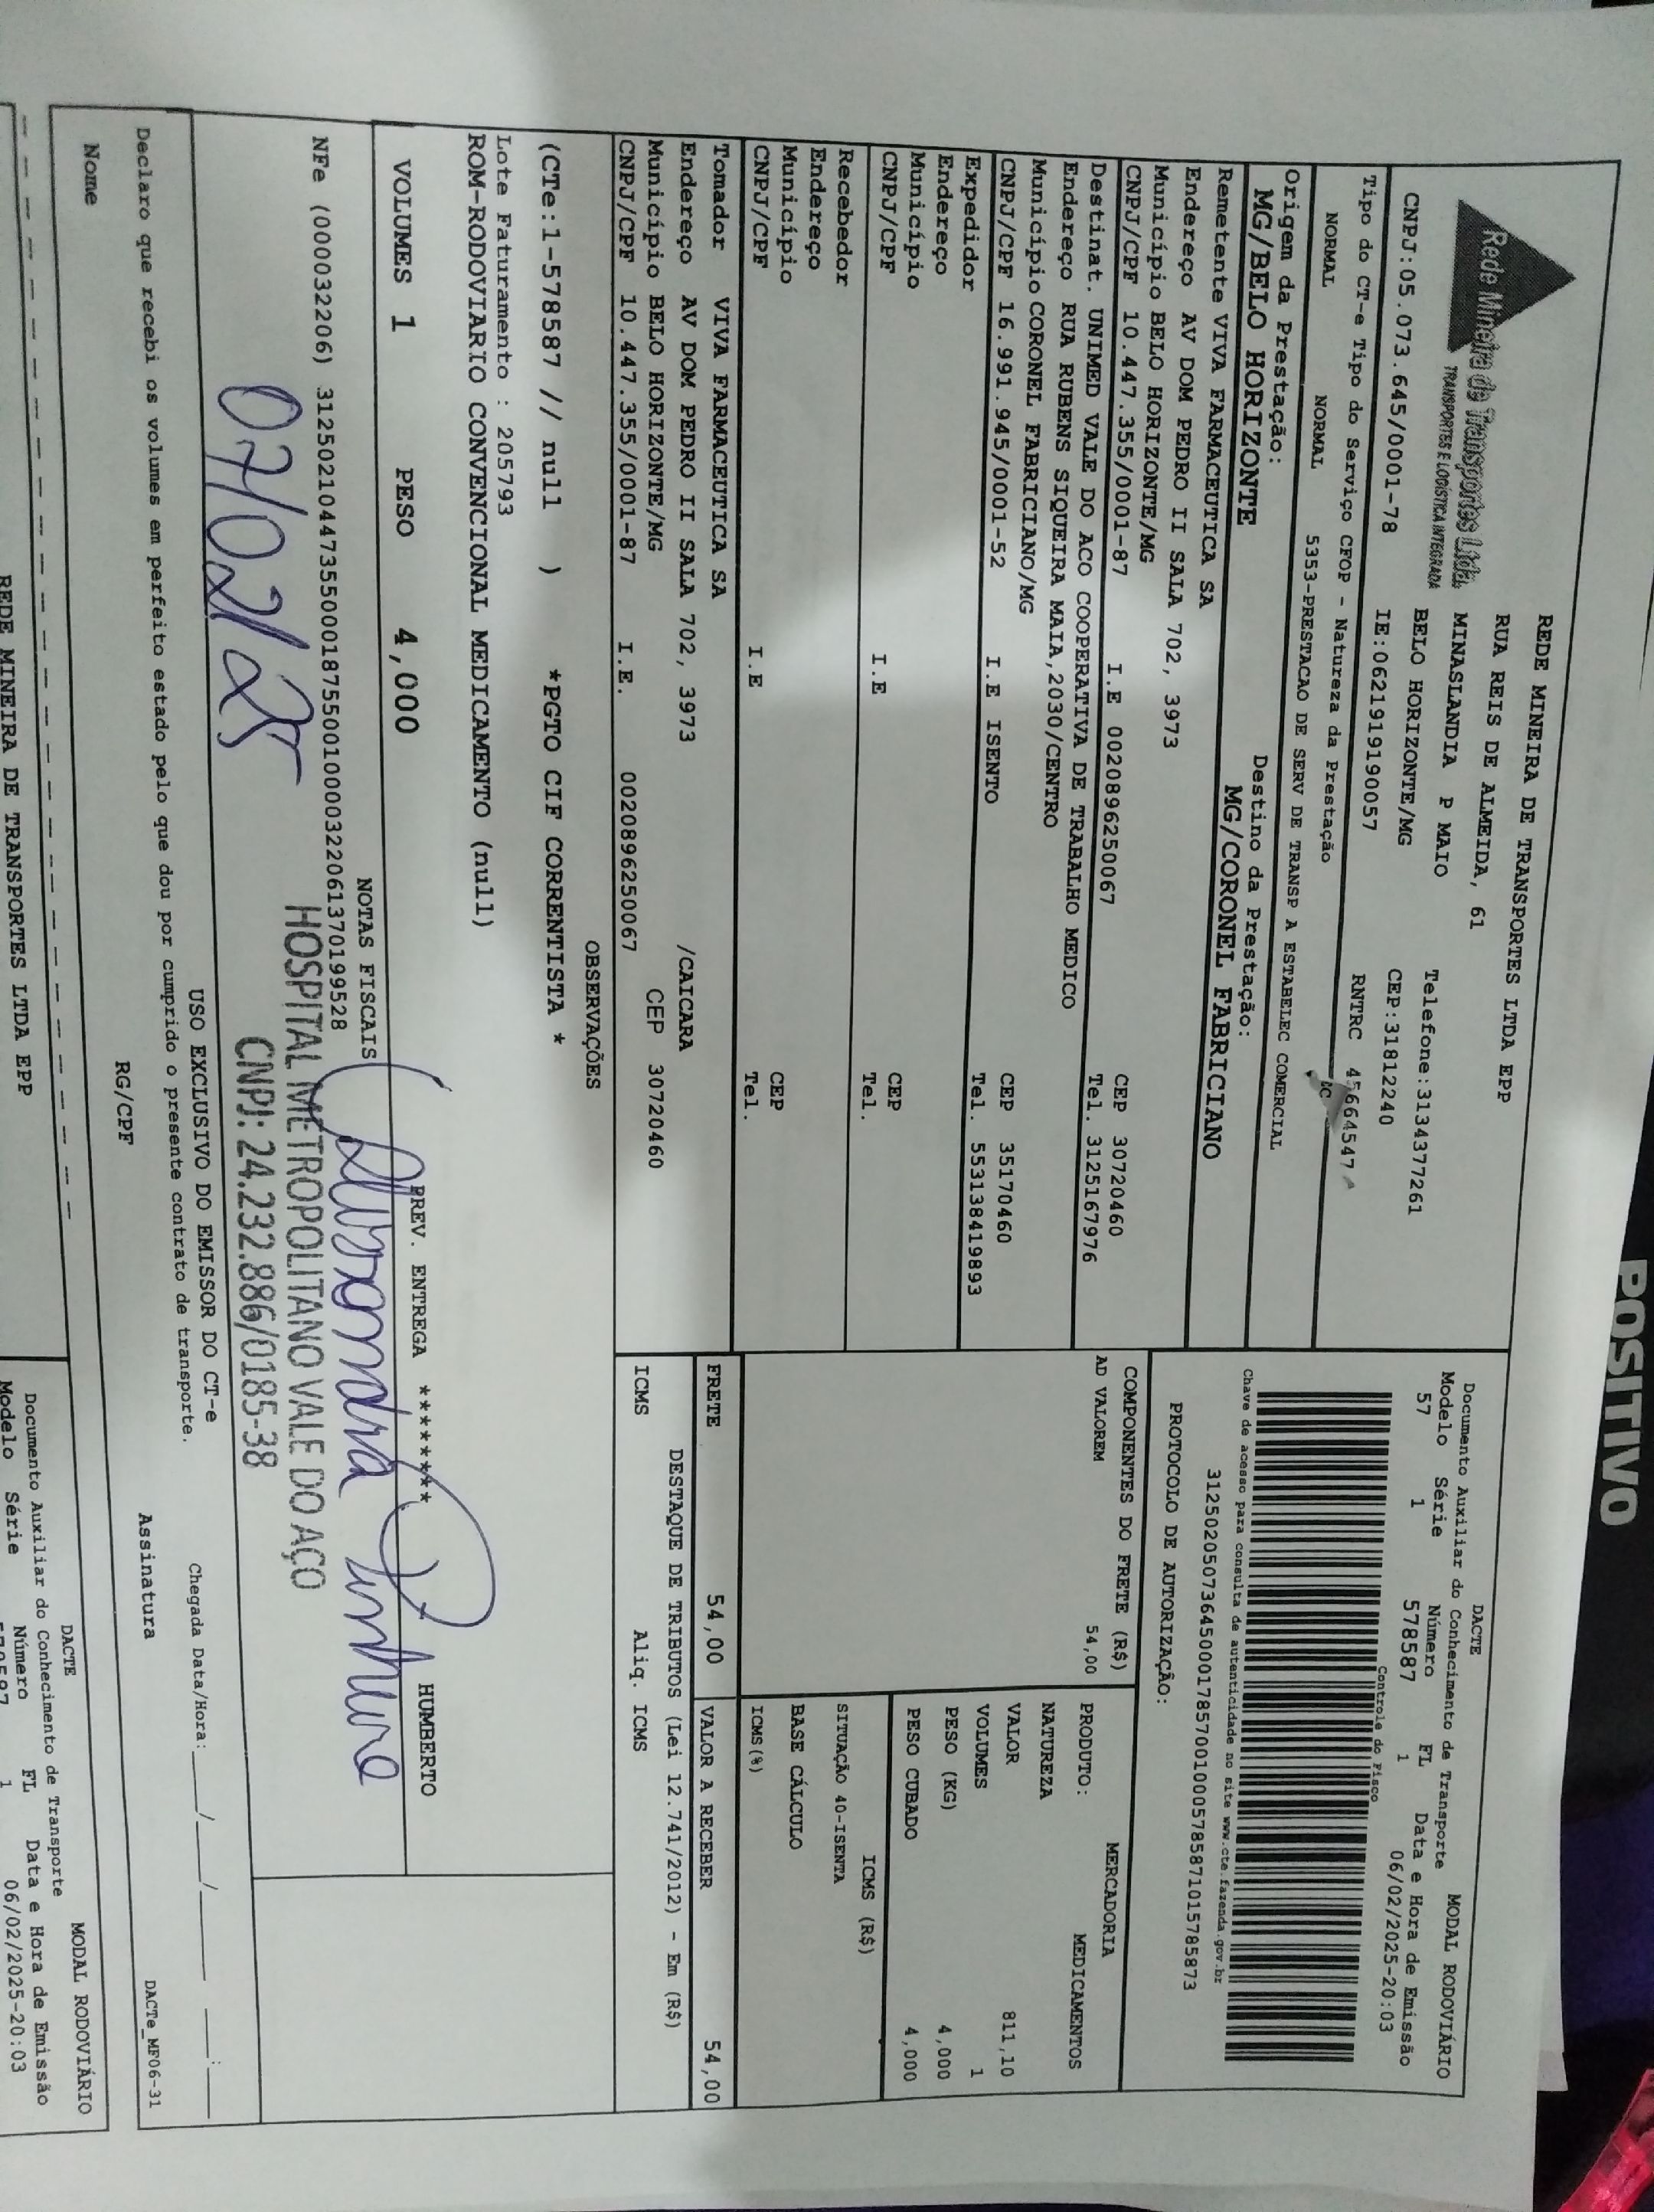 POSITIVO
Rede Mineira de Transportes Ltda.
TRANSPORTES E LOGÍSTICA INTEGRADA
REDE MINEIRA DE TRANSPORTES LTDA EPP
RUA REIS DE ALMEIDA, 61
MINASLANDIA P MAIO
Telefone:3134377261
BELO HORIZONTE/MG
CEP:31812240
CNPJ:05.073.645/0001-78
IE:0621919190057
RNTRC 45664547
Tipo do CT-e Tipo do Serviço CFOP - Natureza da Prestação
NORMAL NORMAL 5353-PRESTACAO DE SERV DE TRANSP A ESTABELEC COMERCIAL
Origem da Prestação: Destino da Prestação:
MG/BELO HORIZONTE MG/CORONEL FABRICIANO
DACTE
MODAL RODOVIÁRIO
Documento Auxiliar do Conhecimento de Transporte
Modelo Série Número FL Data e Hora de Emissão
57 1 578587 1 06/02/2025-20:03
Controle do Fisco
Chave de acesso para consulta de autenticidade no site www.cte.fazenda.gov.br
31250205073645000178570010005785871015785873
PROTOCOLO DE AUTORIZAÇÃO:
Remetente VIVA FARMACEUTICA SA
Endereço AV DOM PEDRO II SALA 702, 3973
Município BELO HORIZONTE/MG CEP 30720460
CNPJ/CPF 10.447.355/0001-87 I.E 0020896250067 Tel. 3125167976
Destinat. UNIMED VALE DO ACO COOPERATIVA DE TRABALHO MEDICO
Endereço RUA RUBENS SIQUEIRA MAIA,2030/CENTRO
Município CORONEL FABRICIANO/MG CEP 35170460
CNPJ/CPF 16.991.945/0001-52 I.E ISENTO Tel. 553138419893
Expedidor
Endereço
Município CEP
CNPJ/CPF I.E Tel.
Recebedor
Endereço
Município CEP
CNPJ/CPF I.E Tel.
Tomador VIVA FARMACEUTICA SA
Endereço AV DOM PEDRO II SALA 702, 3973 /CAICARA
Município BELO HORIZONTE/MG CEP 30720460
CNPJ/CPF 10.447.355/0001-87 I.E. 0020896250067
COMPONENTES DO FRETE (R$)
AD VALOREM 54,00
MERCADORIA
PRODUTO: MEDICAMENTOS
NATUREZA
VALOR 811,10
VOLUMES 1
PESO (KG) 4,000
PESO CUBADO 4,000
ICMS (R$)
SITUAÇÃO 40-ISENTA
BASE CÁLCULO
ICMS(%)
FRETE 54,00 VALOR A RECEBER 54,00
DESTAQUE DE TRIBUTOS (Lei 12.741/2012) - Em (R$)
ICMS Aliq. ICMS
OBSERVAÇÕES
(CTe:1-578587 // null ) *PGTO CIF CORRENTISTA *
Lote Faturamento : 205793
ROM-RODOVIARIO CONVENCIONAL MEDICAMENTO (null)
VOLUMES 1 PESO 4,000 PREV. ENTREGA ******** HUMBERTO
NOTAS FISCAIS
NFe (000032206) 31250210447355000187550010000322061370199528
07/02/25
HOSPITAL METROPOLITANO VALE DO AÇO
CNPJ: 24.232.886/0185-38
USO EXCLUSIVO DO EMISSOR DO CT-e
Declaro que recebi os volumes em perfeito estado pelo que dou por cumprido o presente contrato de transporte.
Chegada Data/Hora:____/____/______ ___:___
Nome RG/CPF Assinatura
DACTe_MF06-31
REDE MINEIRA DE TRANSPORTES LTDA EPP
DACTE
MODAL RODOVIÁRIO
Documento Auxiliar do Conhecimento de Transporte
Modelo Série Número FL Data e Hora de Emissão
1 06/02/2025-20:03